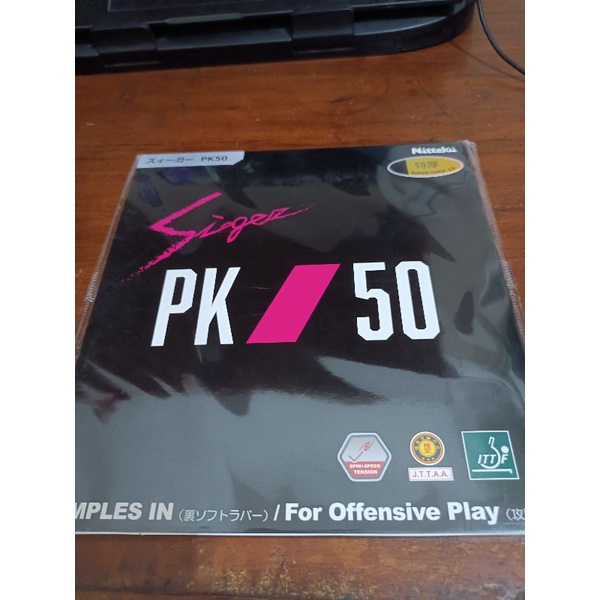 スィーガー PK50
Nittaku
特厚
Sieger
PK/50
SPIN+SPEED
TENSION
J.T.T.A.A.
ITTF
MPLES IN (裏ソフトラバー) / For Offensive Play (攻